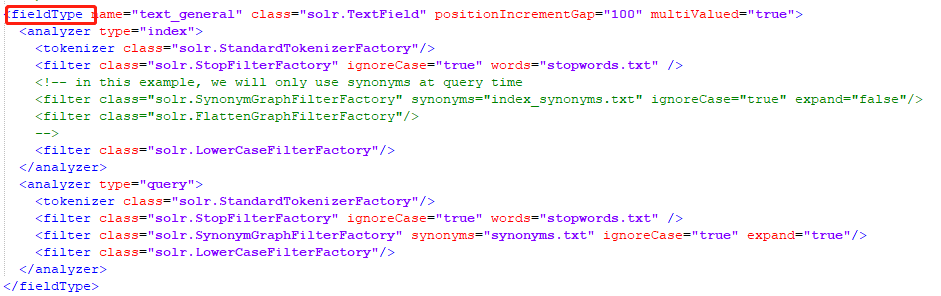 <fieldType name="text_general" class="solr.TextField" positionIncrementGap="100" multiValued="true">
<analyzer type="index">
<tokenizer class="solr.StandardTokenizerFactory"/>
<filter class="solr.StopFilterFactory" ignoreCase="true" words="stopwords.txt" />
<!-- in this example, we will only use synonyms at query time
<filter class="solr.SynonymGraphFilterFactory" synonyms="index_synonyms.txt" ignoreCase="true" expand="false"/>
<filter class="solr.FlattenGraphFilterFactory"/>
-->
<filter class="solr.LowerCaseFilterFactory"/>
</analyzer>
<analyzer type="query">
<tokenizer class="solr.StandardTokenizerFactory"/>
<filter class="solr.StopFilterFactory" ignoreCase="true" words="stopwords.txt" />
<filter class="solr.SynonymGraphFilterFactory" synonyms="synonyms.txt" ignoreCase="true" expand="true"/>
<filter class="solr.LowerCaseFilterFactory"/>
</analyzer>
</fieldType>